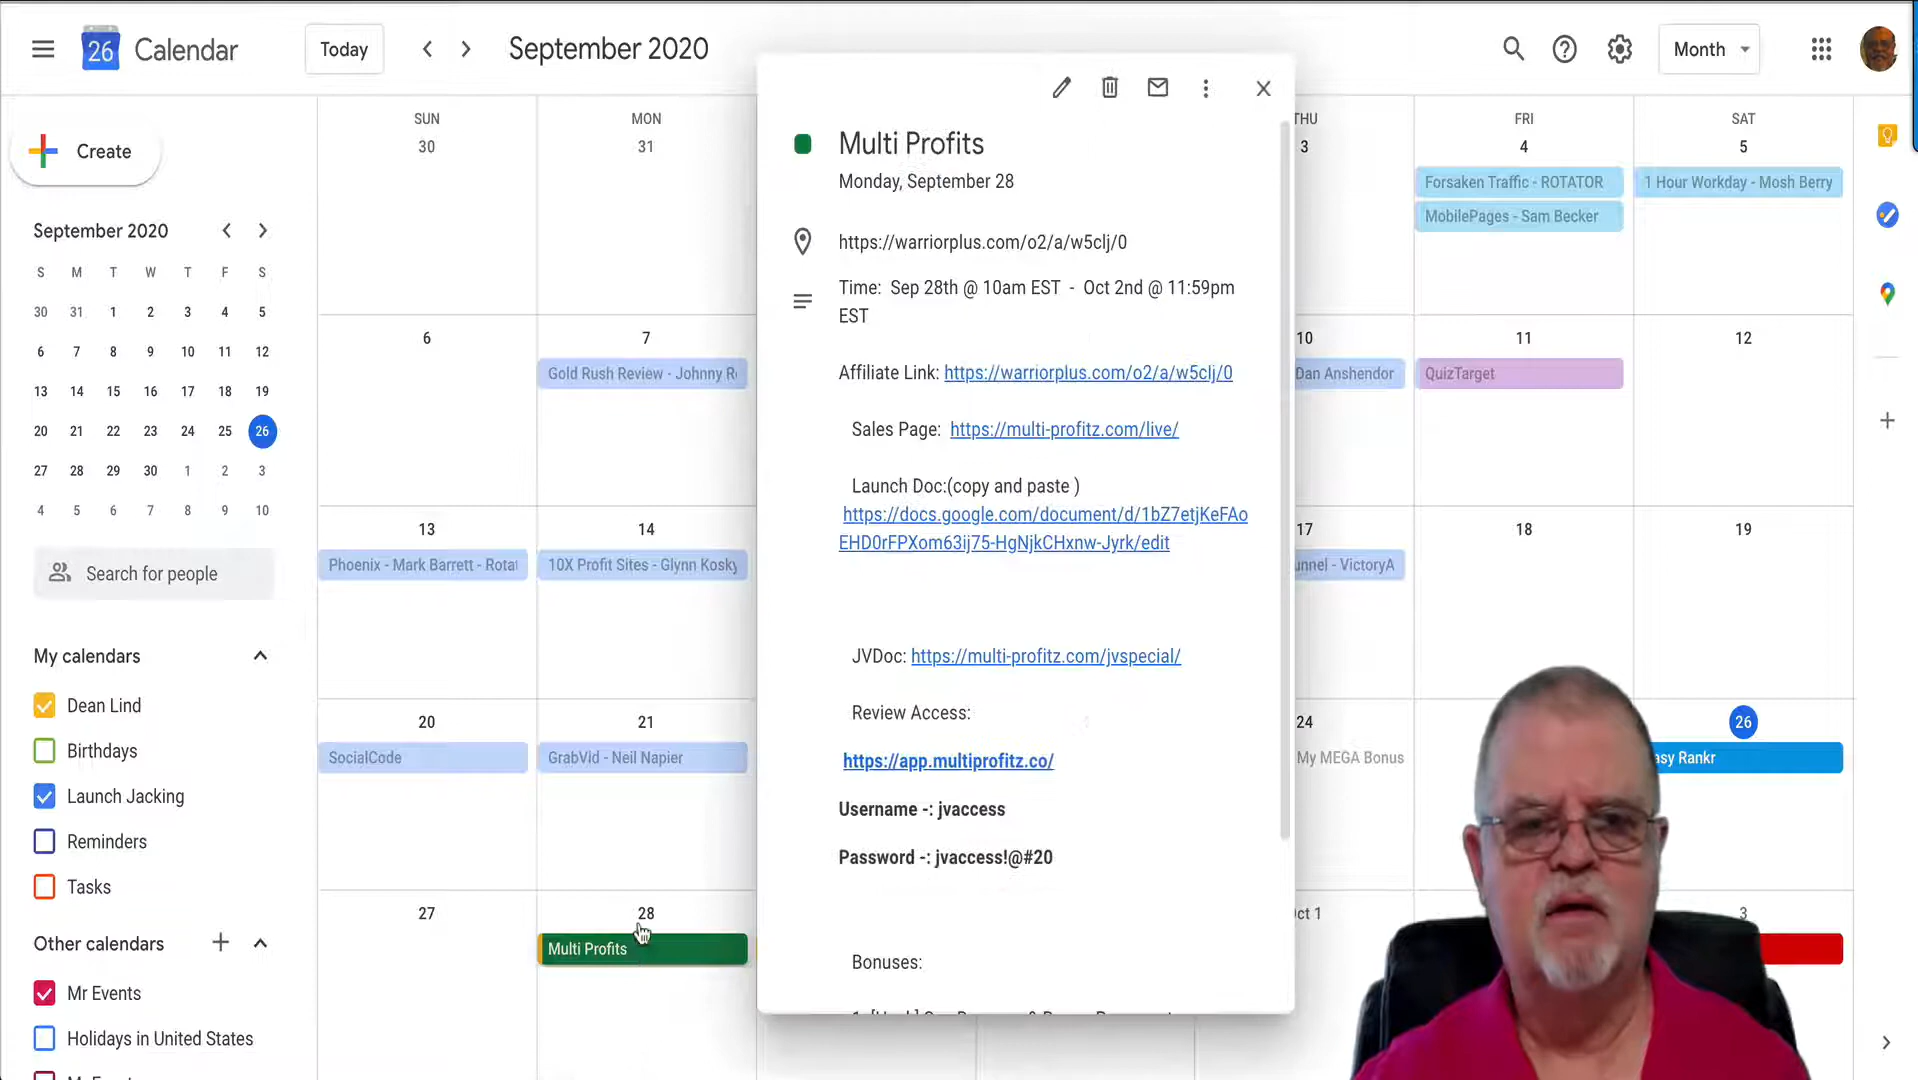 26 Calendar Today September 2020 Month
Create
September 2020
S M T W T F S
30 31 1 2 3 4 5
6 7 8 9 10 11 12
13 14 15 16 17 18 19
20 21 22 23 24 25 26
27 28 29 30 1 2 3
4 5 6 7 8 9 10
Search for people
My calendars
Dean Lind
Birthdays
Launch Jacking
Reminders
Tasks
Other calendars
Mr Events
Holidays in United States
SUN MON THU FRI SAT
30 31 3 4 5
Forsaken Traffic - ROTATOR 1 Hour Workday - Mosh Berry
MobilePages - Sam Becker
6 7 10 11 12
Gold Rush Review - Johnny R Dan Anshendor QuizTarget
13 14 17 18 19
Phoenix - Mark Barrett - Rota 10X Profit Sites - Glynn Kosky unnel - VictoryA
20 21 24 26
SocialCode GrabVid - Neil Napier My MEGA Bonus asy Rankr
27 28 ct 1 3
Multi Profits
Multi Profits
Monday, September 28
https://warriorplus.com/o2/a/w5clj/0
Time: Sep 28th @ 10am EST - Oct 2nd @ 11:59pm
EST
Affiliate Link: https://warriorplus.com/o2/a/w5clj/0
Sales Page: https://multi-profitz.com/live/
Launch Doc:(copy and paste )
https://docs.google.com/document/d/1bZ7etjKeFAo
EHD0rFPXom63ij75-HgNjkCHxnw-Jyrk/edit
JVDoc: https://multi-profitz.com/jvspecial/
Review Access:
https://app.multiprofitz.co/
Username -: jvaccess
Password -: jvaccess!@#20
Bonuses: